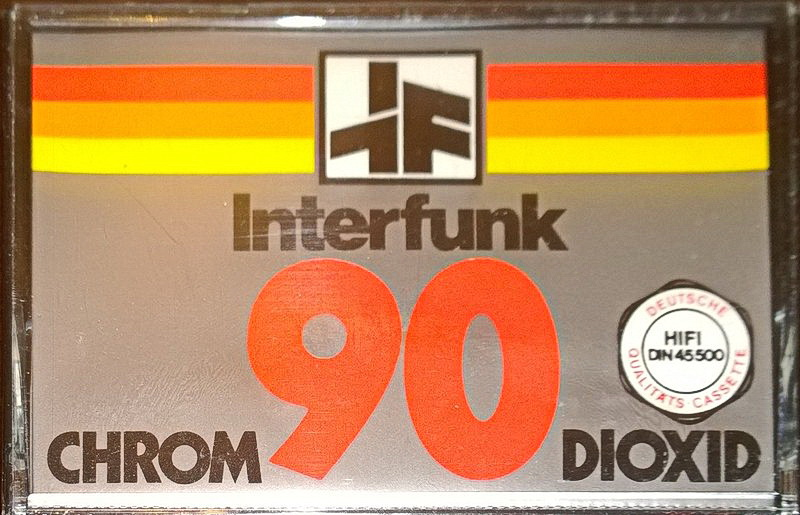 Interfunk
90
CHROM DIOXID
DEUTSCHE
HIFI
DIN 45500
QUALITÄTS-CASSETTE